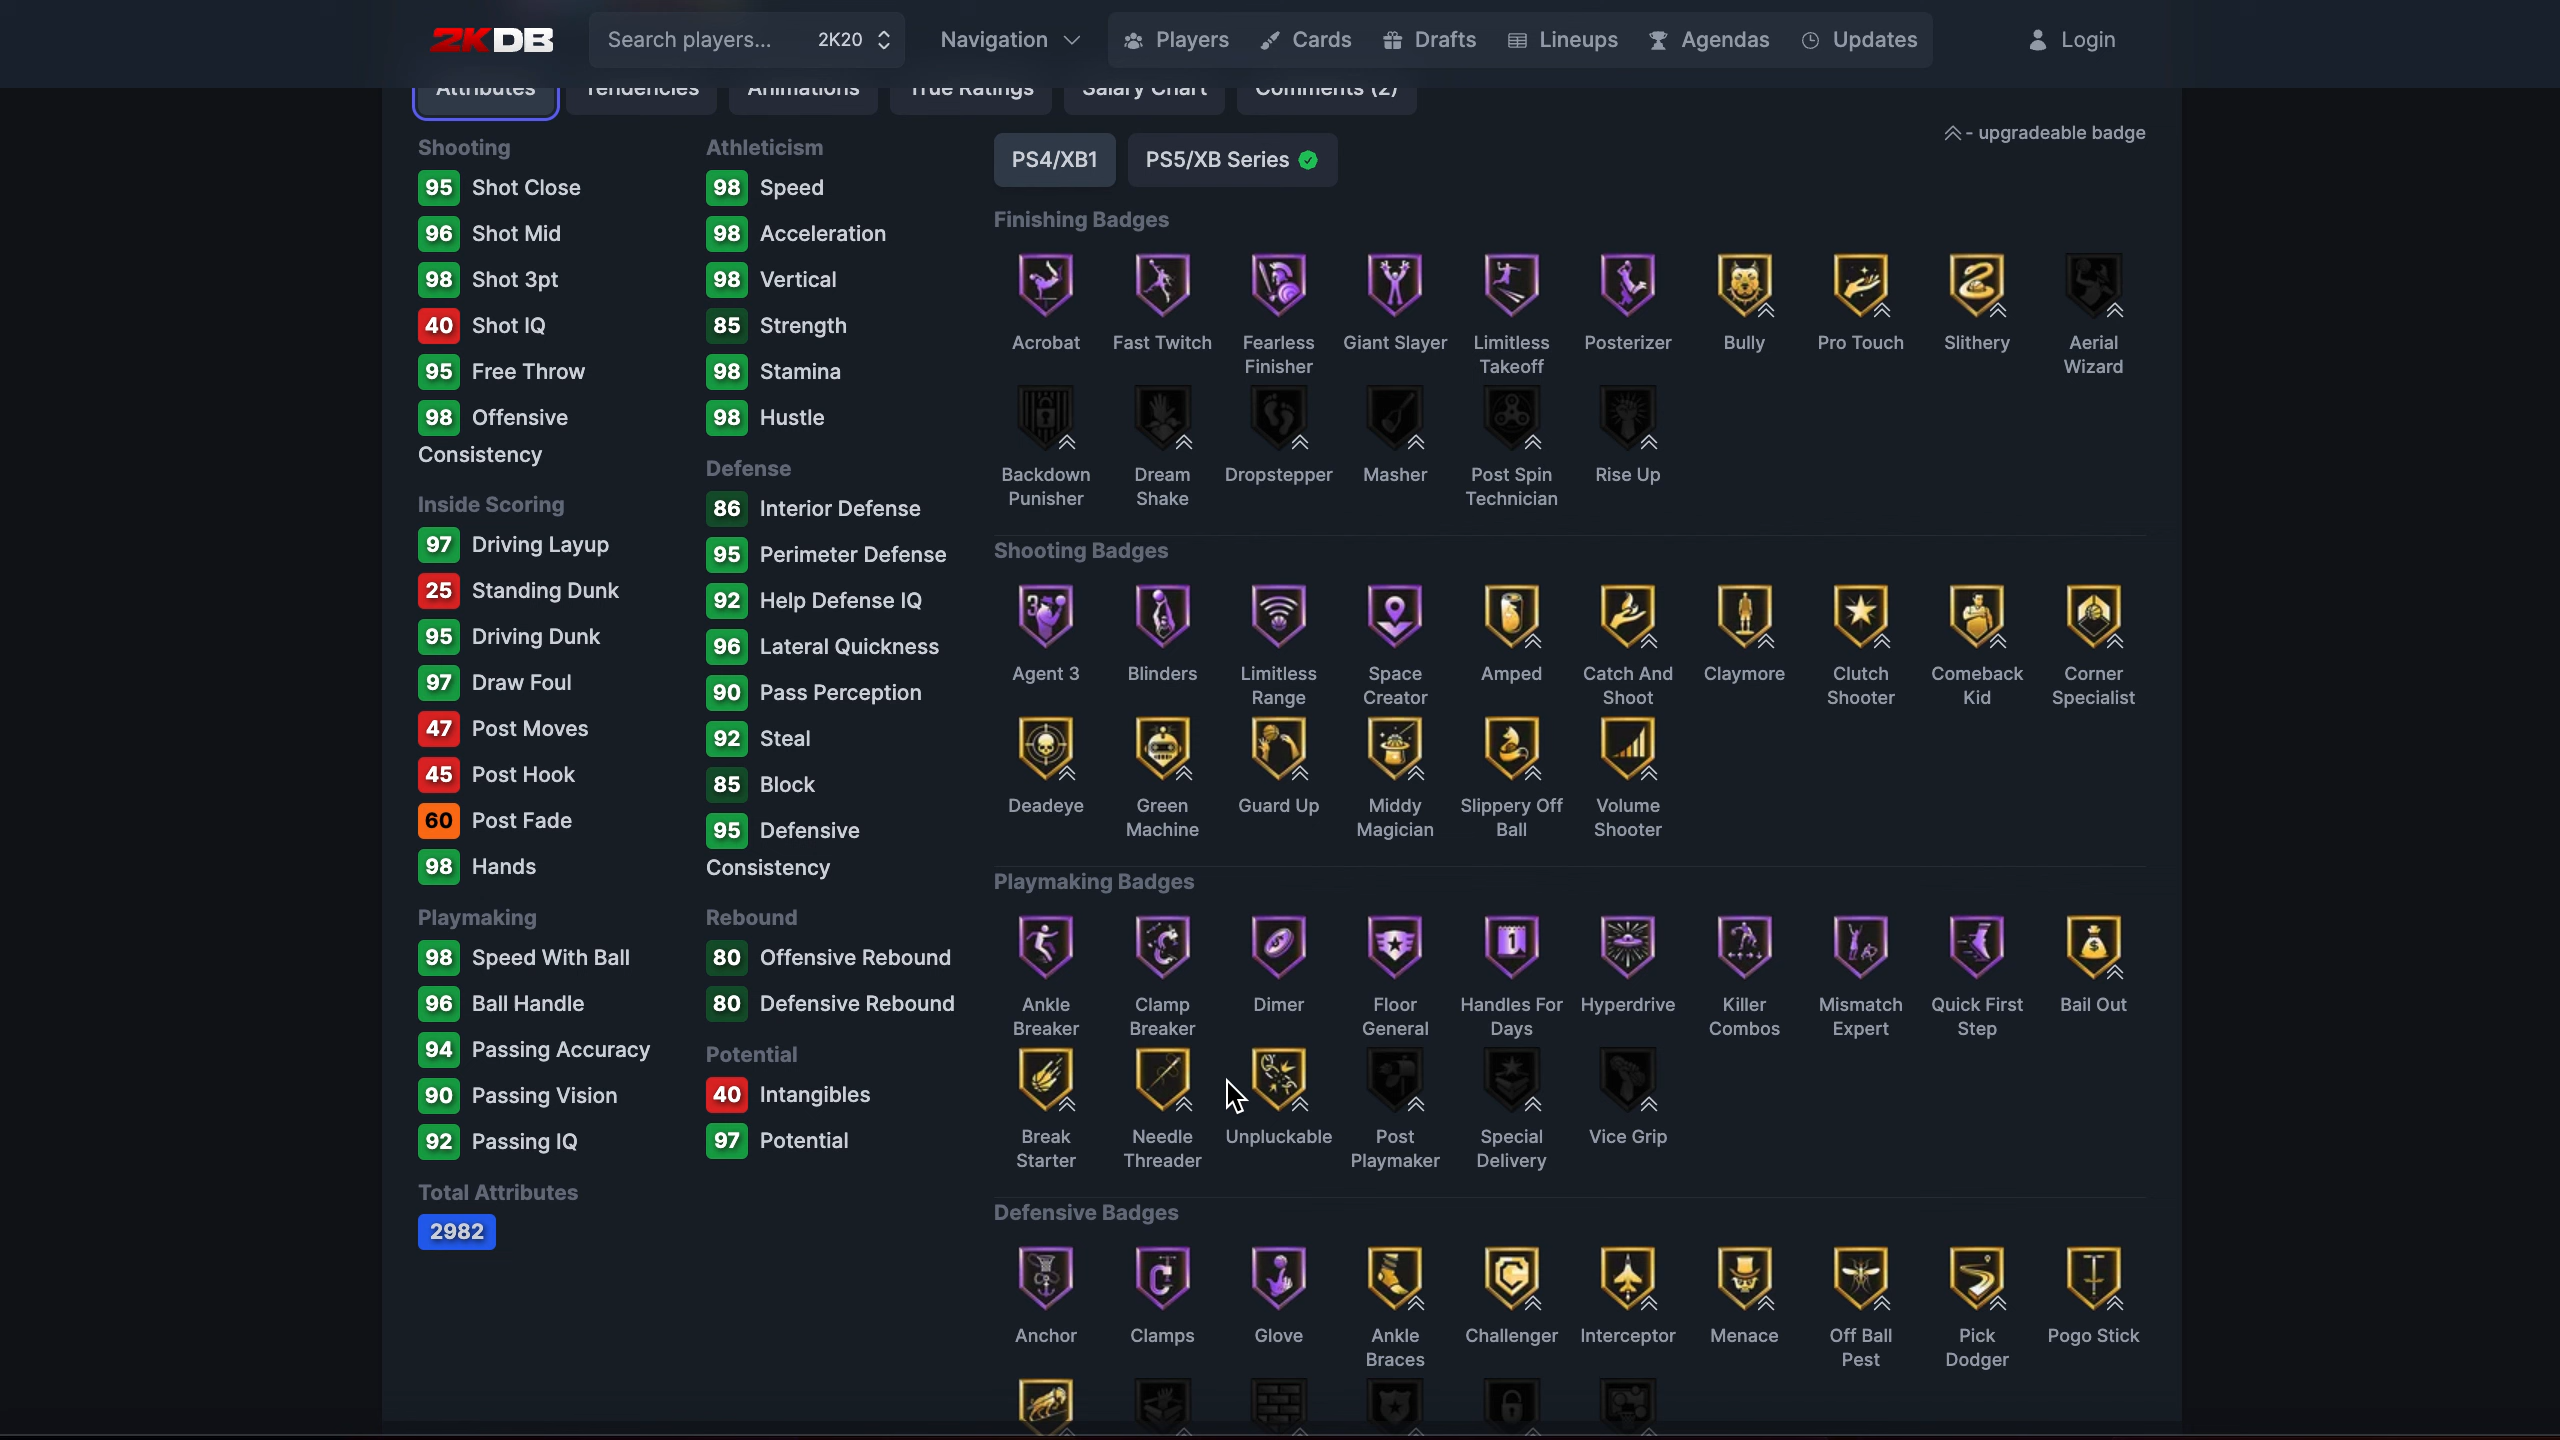 2KDB
Search players...
2K20
Navigation
Players
Cards
Drafts
Lineups
Agendas
Updates
Login
Attributes
Tendencies
Animations
True Ratings
Salary Chart
Comments (2)
- upgradeable badge
Shooting
95 Shot Close
96 Shot Mid
98 Shot 3pt
40 Shot IQ
95 Free Throw
98 Offensive
Consistency
Inside Scoring
97 Driving Layup
25 Standing Dunk
95 Driving Dunk
97 Draw Foul
47 Post Moves
45 Post Hook
60 Post Fade
98 Hands
Playmaking
98 Speed With Ball
96 Ball Handle
94 Passing Accuracy
90 Passing Vision
92 Passing IQ
Total Attributes
2982
Athleticism
98 Speed
98 Acceleration
98 Vertical
85 Strength
98 Stamina
98 Hustle
Defense
86 Interior Defense
95 Perimeter Defense
92 Help Defense IQ
96 Lateral Quickness
90 Pass Perception
92 Steal
85 Block
95 Defensive
Consistency
Rebound
80 Offensive Rebound
80 Defensive Rebound
Potential
40 Intangibles
97 Potential
PS4/XB1
PS5/XB Series
Finishing Badges
Acrobat
Fast Twitch
Fearless
Finisher
Giant Slayer
Limitless
Takeoff
Posterizer
Bully
Pro Touch
Slithery
Aerial
Wizard
Backdown
Punisher
Dream
Shake
Dropstepper
Masher
Post Spin
Technician
Rise Up
Shooting Badges
3
Agent 3
Blinders
Limitless
Range
Space
Creator
Amped
Catch And
Shoot
Claymore
Clutch
Shooter
Comeback
Kid
Corner
Specialist
Deadeye
Green
Machine
Guard Up
Middy
Magician
Slippery Off
Ball
Volume
Shooter
Playmaking Badges
Ankle
Breaker
Clamp
Breaker
Dimer
Floor
General
1
Handles For
Days
Hyperdrive
Killer
Combos
Mismatch
Expert
Quick First
Step
$
Bail Out
Break
Starter
Needle
Threader
Unpluckable
Post
Playmaker
Special
Delivery
Vice Grip
Defensive Badges
Anchor
C
Clamps
Glove
Ankle
Braces
C
Challenger
Interceptor
Menace
Off Ball
Pest
Pick
Dodger
Pogo Stick